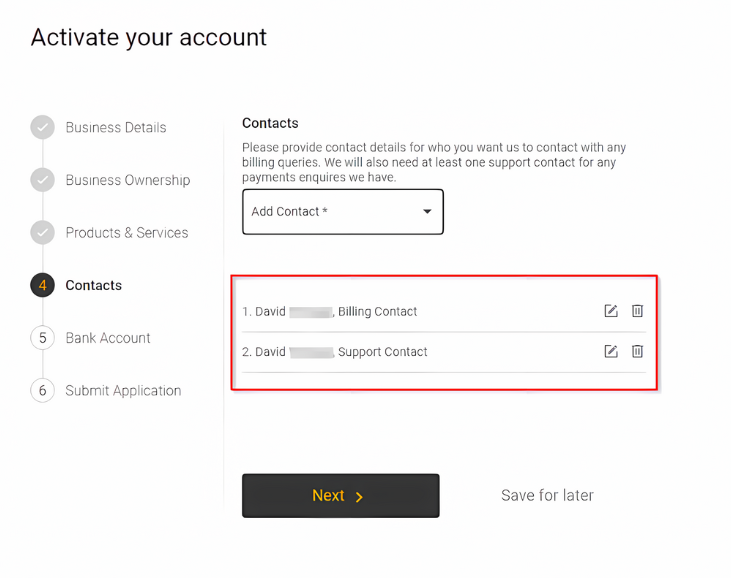 Activate your account
Business Details
Business Ownership
Products & Services
4 Contacts
5 Bank Account
6 Submit Application
Contacts
Please provide contact details for who you want us to contact with any
billing queries. We will also need at least one support contact for any
payments enquires we have.
Add Contact *
1. David , Billing Contact
2. David , Support Contact
Next
Save for later